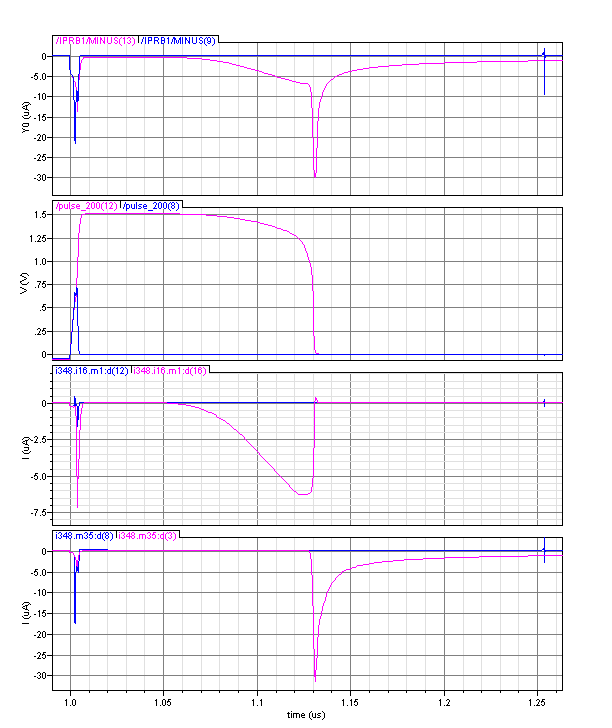 /IPRB1/MINUS(13) /IPRB1/MINUS(9)
0
-5.0
-10
-15
-20
-25
-30
Y0 (uA)
/pulse_200(12) /pulse_200(8)
1.5
1.25
1.0
.75
.5
.25
0
V (V)
i348.i16.m1:d(12) i348.i16.m1:d(16)
0
-2.5
-5.0
-7.5
I (uA)
i348.m35:d(8) i348.m35:d(3)
0
-5.0
-10
-15
-20
-25
-30
I (uA)
1.0 1.05 1.1 1.15 1.2 1.25
time (us)